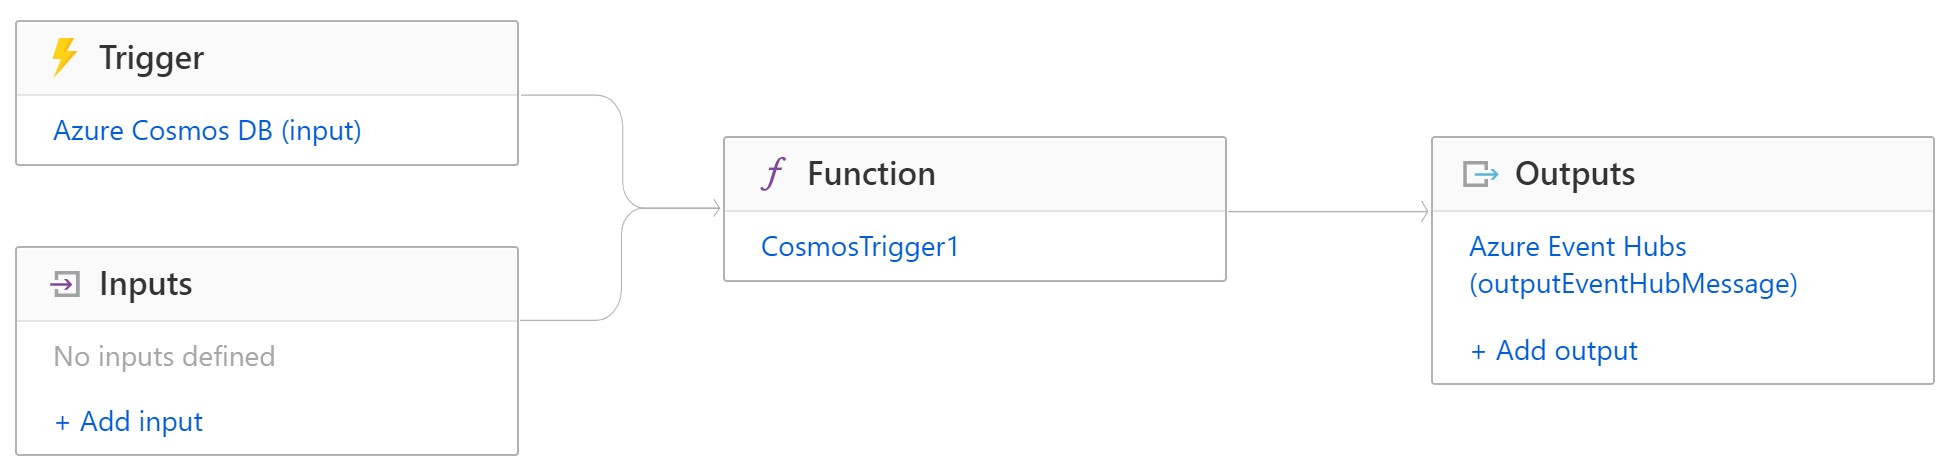 Trigger
Azure Cosmos DB (input)
Inputs
No inputs defined
+ Add input
Function
CosmosTrigger1
Outputs
Azure Event Hubs
(outputEventHubMessage)
+ Add output